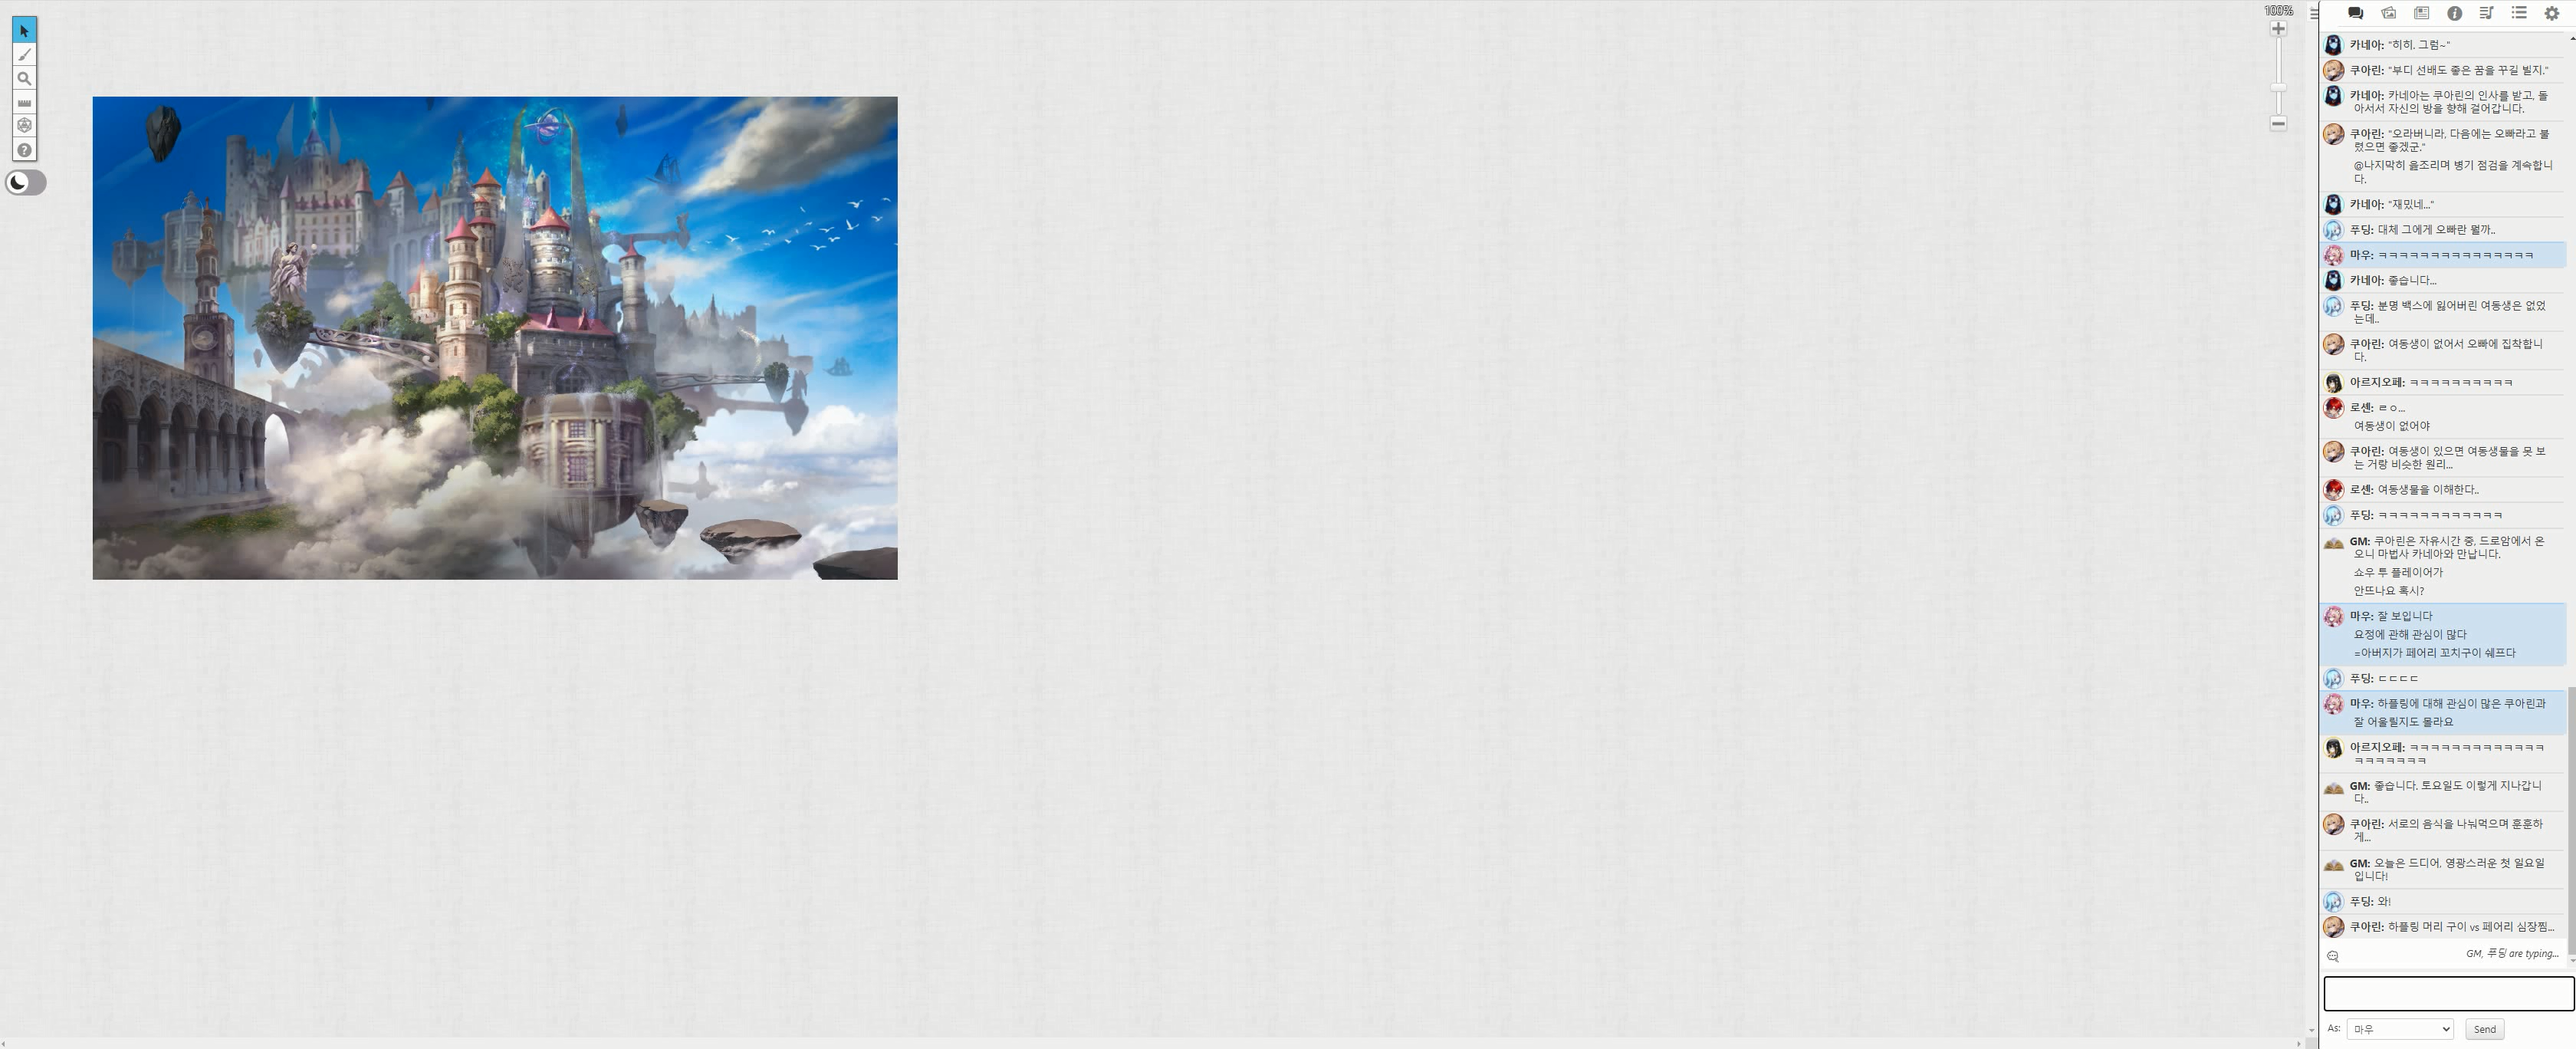 100%
카네아: "히히, 그럼~"
쿠아린: "부디 선배도 좋은 꿈을 꾸길 빌지."
카네아: 카네아는 쿠아린의 인사를 받고, 돌
아서서 자신의 방을 향해 걸어갑니다.
쿠아린: "오라버니라, 다음에는 오빠라고 불
렸으면 좋겠군."
@나지막히 읊조리며 병기 점검을 계속합니
다.
카네아: "재밌네..."
푸딩: 대체 그에게 오빠란 뭘까..
마우: ㅋㅋㅋㅋㅋㅋㅋㅋㅋㅋㅋㅋㅋㅋㅋ
카네아: 좋습니다...
푸딩: 분명 백스에 잃어버린 여동생은 없었
는데..
쿠아린: 여동생이 없어서 오빠에 집착합니
다.
아르지오페: ㅋㅋㅋㅋㅋㅋㅋㅋㅋㅋ
로센: ㄹㅇ...
여동생이 없어야
쿠아린: 여동생이 있으면 여동생물을 못 보
는 거랑 비슷한 원리...
로센: 여동생물을 이해한다..
푸딩: ㅋㅋㅋㅋㅋㅋㅋㅋㅋㅋㅋㅋ
GM: 쿠아린은 자유시간 중, 드로암에서 온
오니 마법사 카네아와 만납니다.
쇼우 투 플레이어가
안뜨나요 혹시?
마우: 잘 보입니다
요정에 관해 관심이 많다
=아버지가 페어리 꼬치구이 쉐프다
푸딩: ㄷㄷㄷㄷ
마우: 하플링에 대해 관심이 많은 쿠아린과
잘 어울릴지도 몰라요
아르지오페: ㅋㅋㅋㅋㅋㅋㅋㅋㅋㅋㅋㅋㅋ
ㅋㅋㅋㅋㅋㅋㅋ
GM: 좋습니다. 토요일도 이렇게 지나갑니
다..
쿠아린: 서로의 음식을 나눠먹으며 훈훈하
게...
GM: 오늘은 드디어, 영광스러운 첫 일요일
입니다!
푸딩: 와!
쿠아린: 하플링 머리 구이 vs 페어리 심장찜...
GM, 푸딩 are typing...
As: 마우 Send